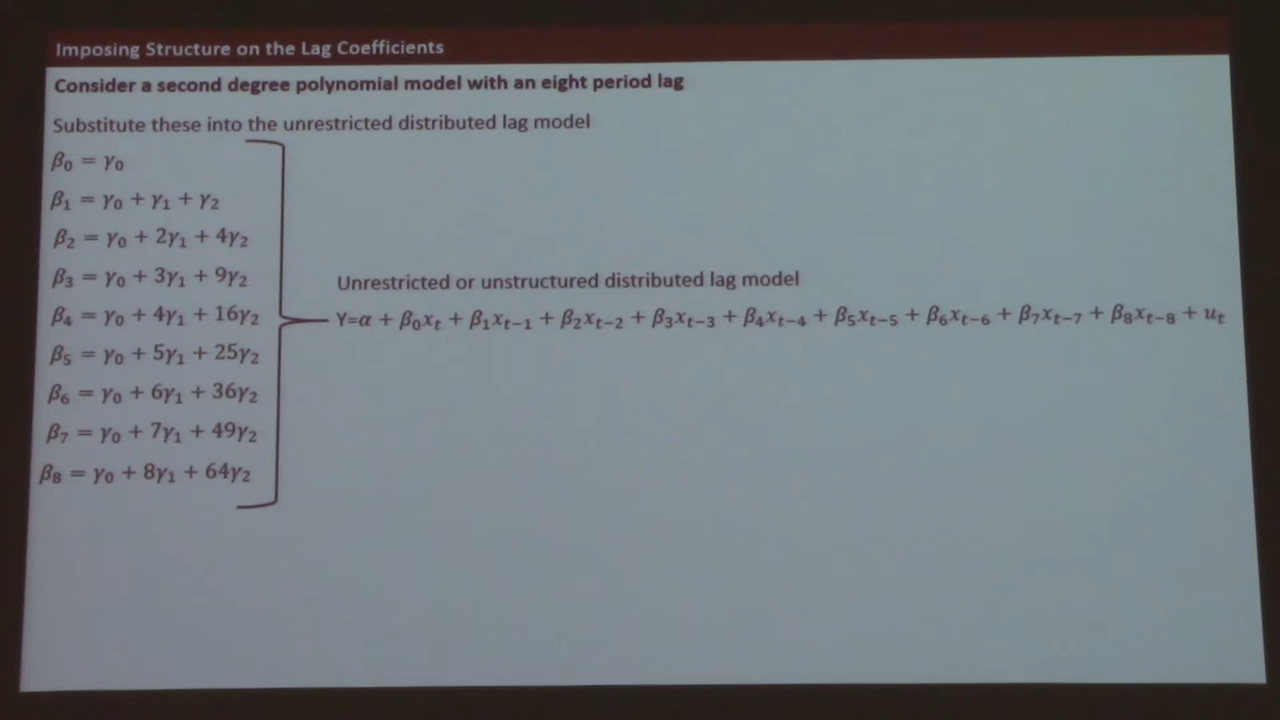 Imposing Structure on the Lag Coefficients
Consider a second degree polynomial model with an eight period lag
Substitute these into the unrestricted distributed lag model
β₀ = γ₀
β₁ = γ₀ + γ₁ + γ₂
β₂ = γ₀ + 2γ₁ + 4γ₂
β₃ = γ₀ + 3γ₁ + 9γ₂
β₄ = γ₀ + 4γ₁ + 16γ₂
β₅ = γ₀ + 5γ₁ + 25γ₂
β₆ = γ₀ + 6γ₁ + 36γ₂
β₇ = γ₀ + 7γ₁ + 49γ₂
β₈ = γ₀ + 8γ₁ + 64γ₂
Unrestricted or unstructured distributed lag model
Y=α + β₀xₜ + β₁xₜ₋₁ + β₂xₜ₋₂ + β₃xₜ₋₃ + β₄xₜ₋₄ + β₅xₜ₋₅ + β₆xₜ₋₆ + β₇xₜ₋₇ + β₈xₜ₋₈ + uₜ